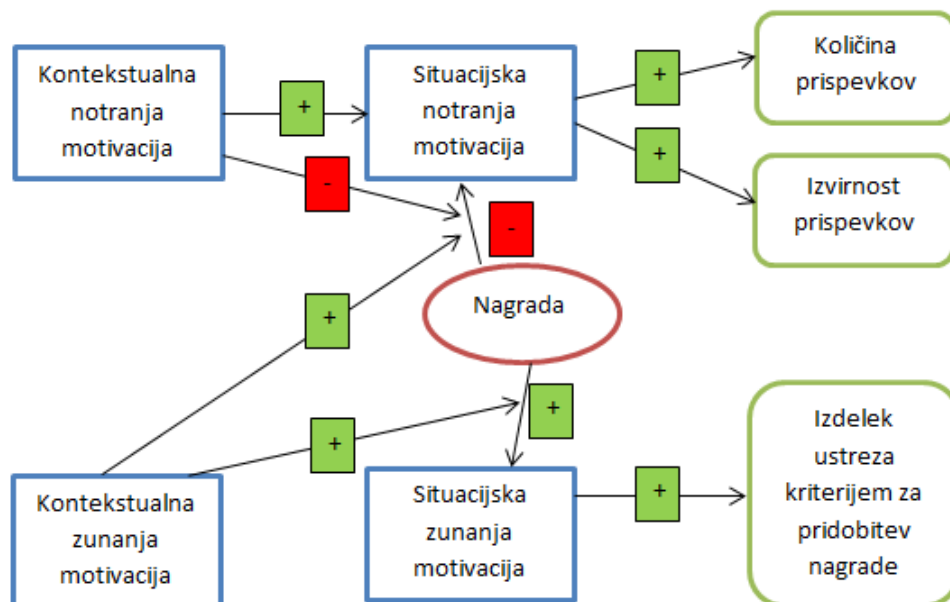 Kontekstualna
notranja
motivacija
+
-
Situacijska
notranja
motivacija
+
+
Količina
prispevkov
Izvirnost
prispevkov
-
Nagrada
+
+
+
Kontekstualna
zunanja
motivacija
Situacijska
zunanja
motivacija
+
Izdelek
ustreza
kriterijem za
pridobitev
nagrade